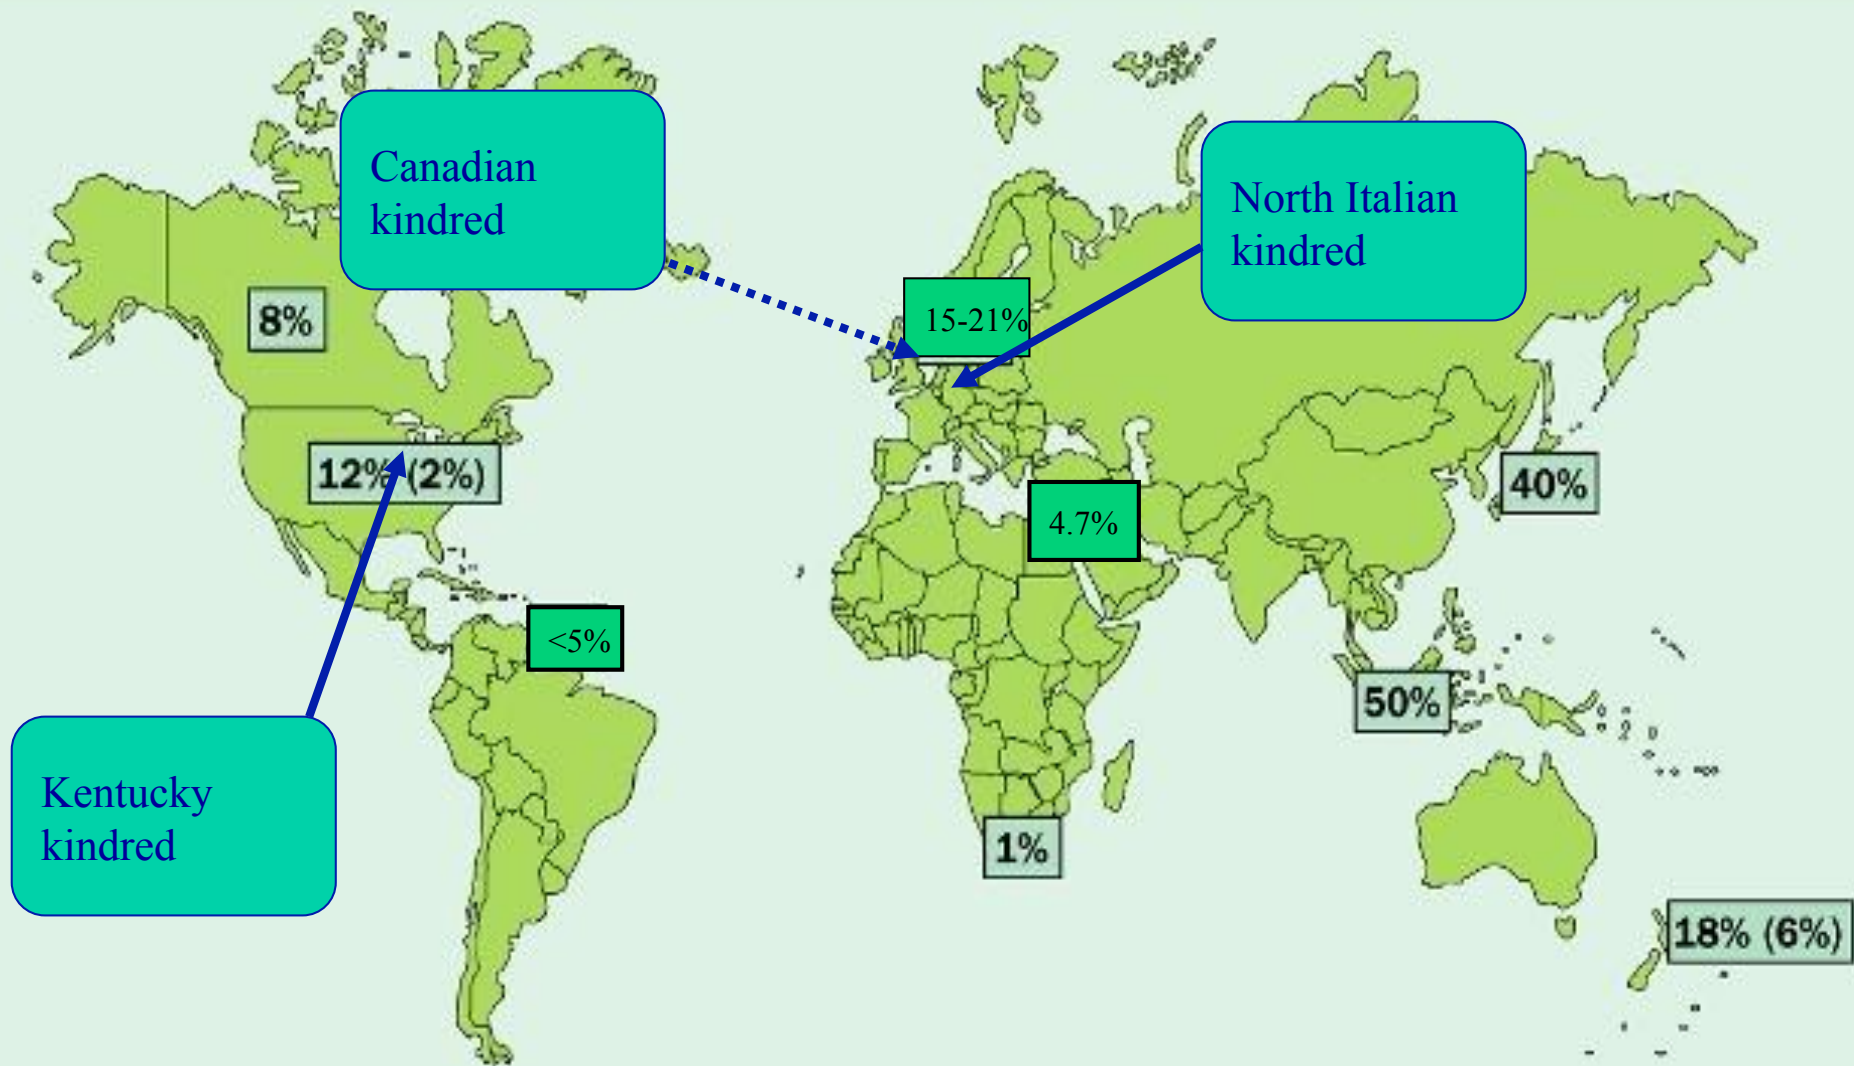 Canadian
kindred
North Italian
kindred
8%
15-21%
12% (2%)
40%
4.7%
<5%
50%
Kentucky
kindred
1%
18% (6%)